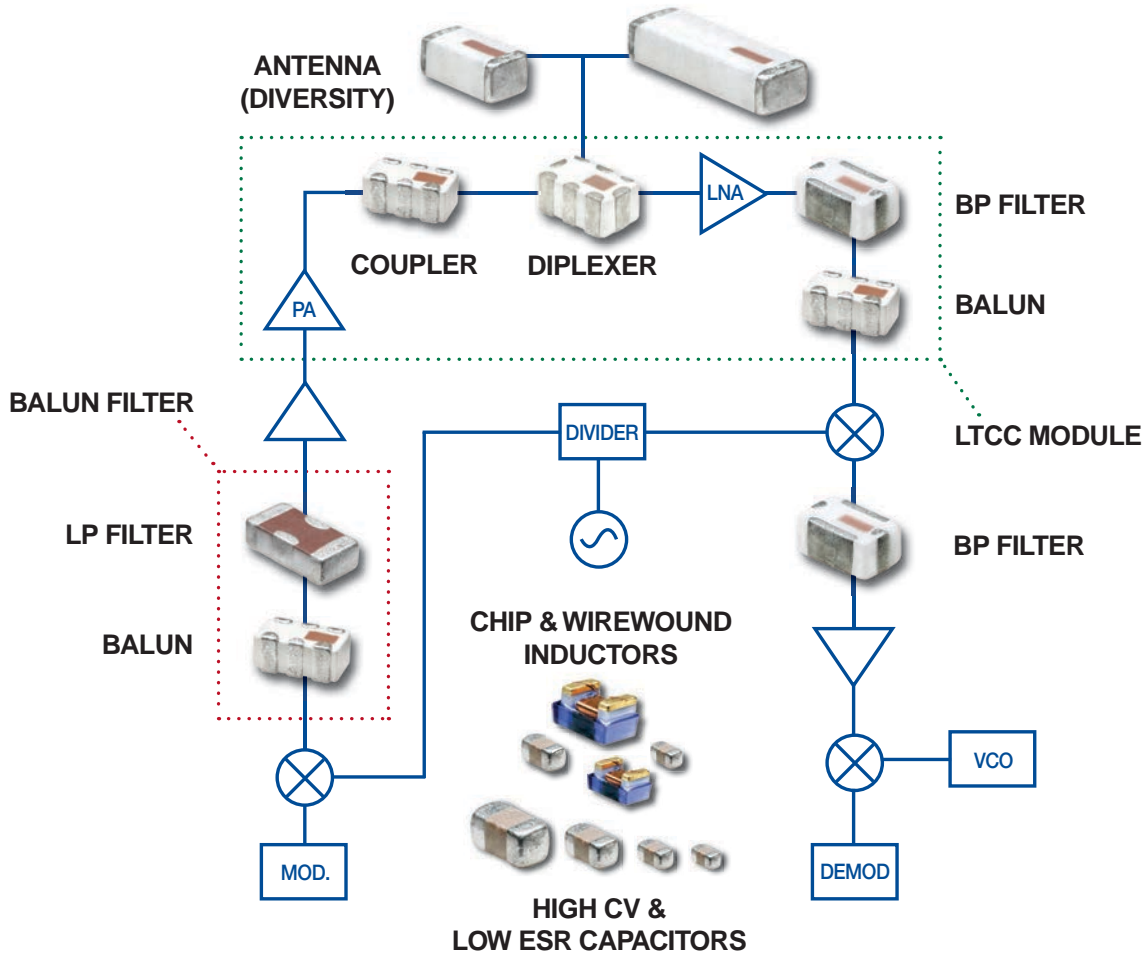 ANTENNA
(DIVERSITY)
LNA
BP FILTER
COUPLER
DIPLEXER
PA
BALUN
BALUN FILTER
DIVIDER
LTCC MODULE
LP FILTER
BP FILTER
CHIP & WIREWOUND
INDUCTORS
BALUN
VCO
MOD.
DEMOD
HIGH CV &
LOW ESR CAPACITORS